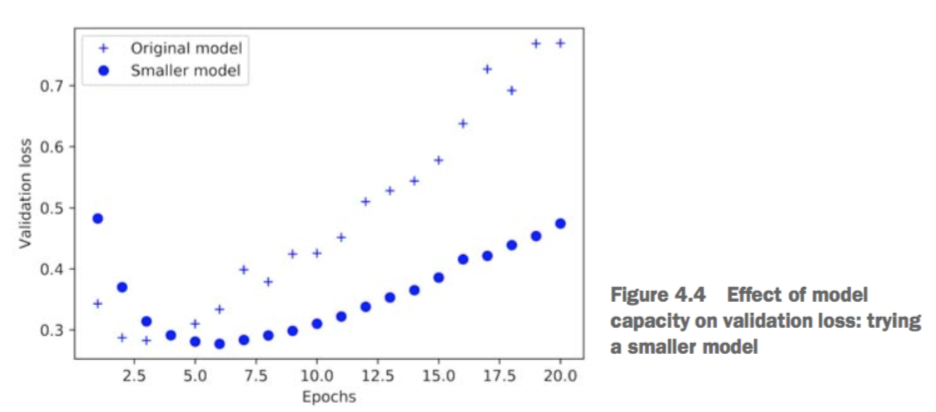 + Original model
● Smaller model
0.7
0.6
0.5
0.4
0.3
Validation loss
2.5 5.0 7.5 10.0 12.5 15.0 17.5 20.0
Epochs
Figure 4.4 Effect of model
capacity on validation loss: trying
a smaller model